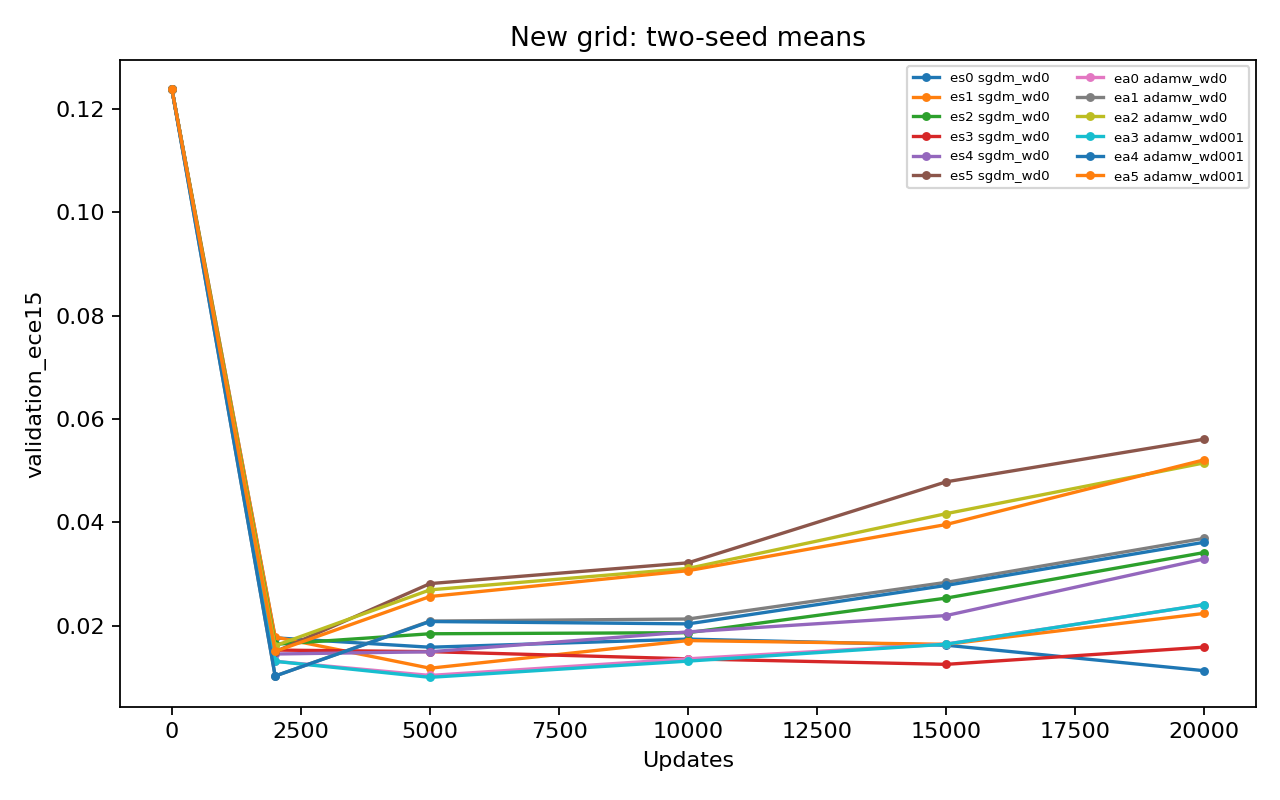 New grid: two-seed means
es0 sgdm_wd0
es1 sgdm_wd0
es2 sgdm_wd0
es3 sgdm_wd0
es4 sgdm_wd0
es5 sgdm_wd0
ea0 adamw_wd0
ea1 adamw_wd0
ea2 adamw_wd0
ea3 adamw_wd001
ea4 adamw_wd001
ea5 adamw_wd001
validation_ece15
0.12
0.10
0.08
0.06
0.04
0.02
0
2500
5000
7500
10000
12500
15000
17500
20000
Updates